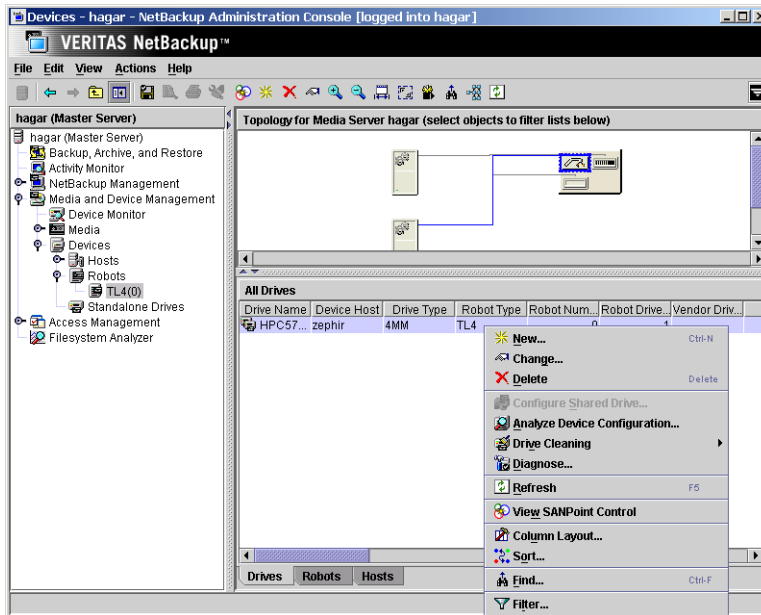 Devices - hagar - NetBackup Administration Console [logged into hagar]
VERITAS NetBackup™
File Edit View Actions Help
hagar (Master Server)
Topology for Media Server hagar (select objects to filter lists below)
hagar (Master Server)
Backup, Archive, and Restore
Activity Monitor
NetBackup Management
Media and Device Management
Device Monitor
Media
Devices
Hosts
Robots
TL4(0)
Standalone Drives
Access Management
Filesystem Analyzer
All Drives
Drive Name Device Host Drive Type Robot Type Robot Num... Robot Drive... Vendor Driv...
HPC57... zephir 4MM TL4 0 1
New... Ctrl-N
Change...
Delete Delete
Configure Shared Drive...
Analyze Device Configuration...
Drive Cleaning
Diagnose...
Refresh F5
View SANPoint Control
Column Layout...
Sort...
Find... Ctrl-F
Filter...
Drives Robots Hosts